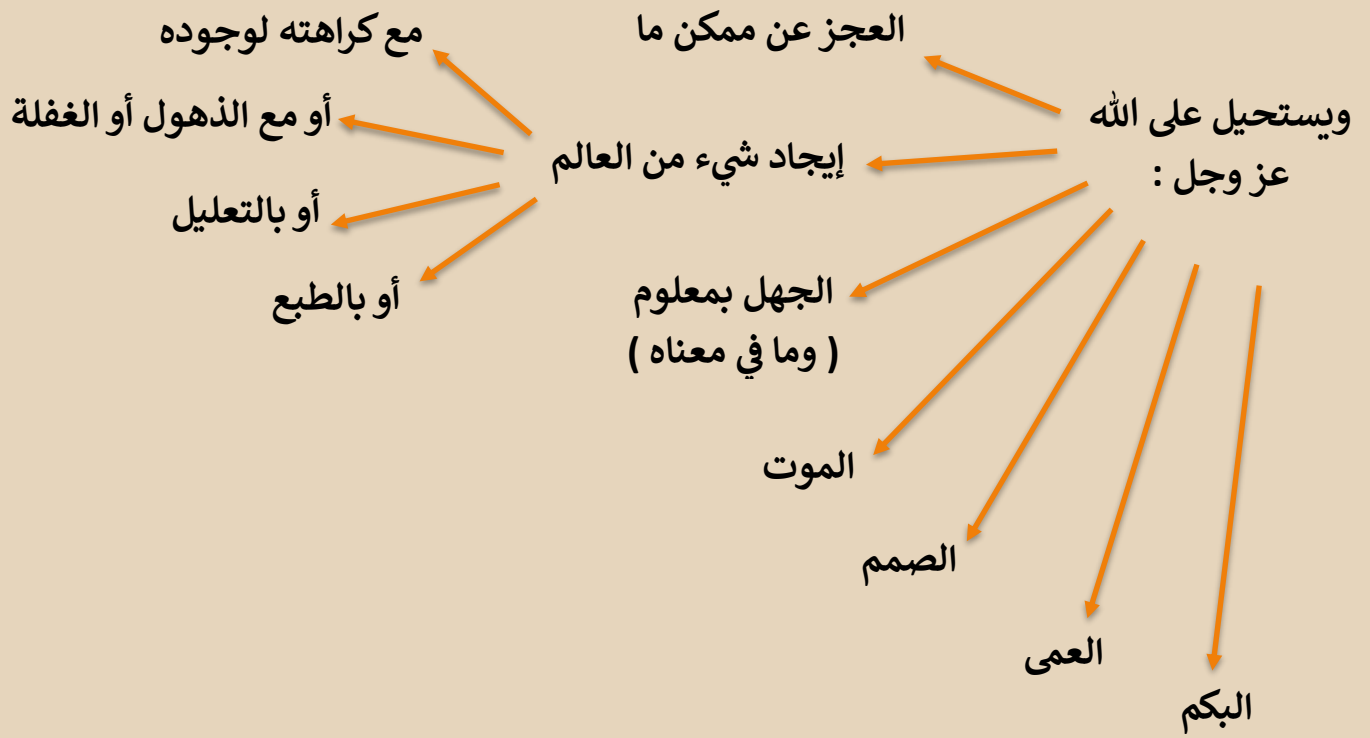 ويستحيل على الله
عز وجل :
العجز عن ممكن ما
إيجاد شيء من العالم
مع كراهته لوجوده
أو مع الذهول أو الغفلة
أو بالتعليل
أو بالطبع
الجهل بمعلوم
( وما في معناه )
الموت
الصمم
العمى
البكم